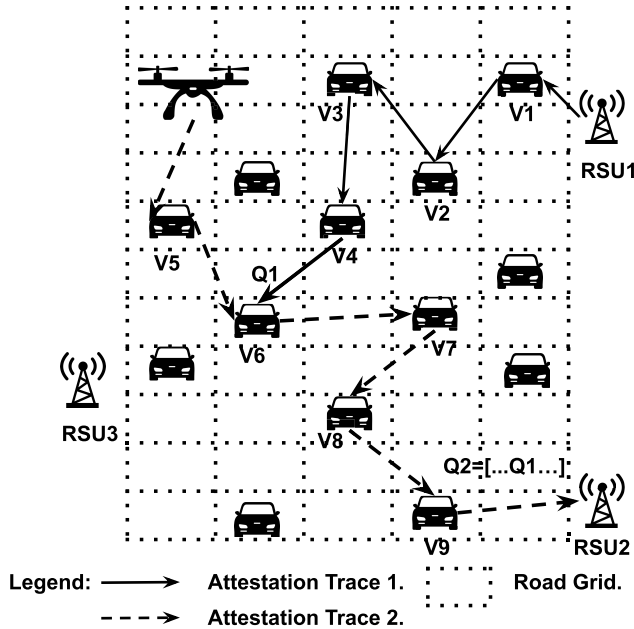 V3
V1
RSU1
V2
V5
V4
Q1
V6
V7
RSU3
V8
Q2=[...Q1...]
V9
RSU2
Legend:
Attestation Trace 1.
Road Grid.
Attestation Trace 2.